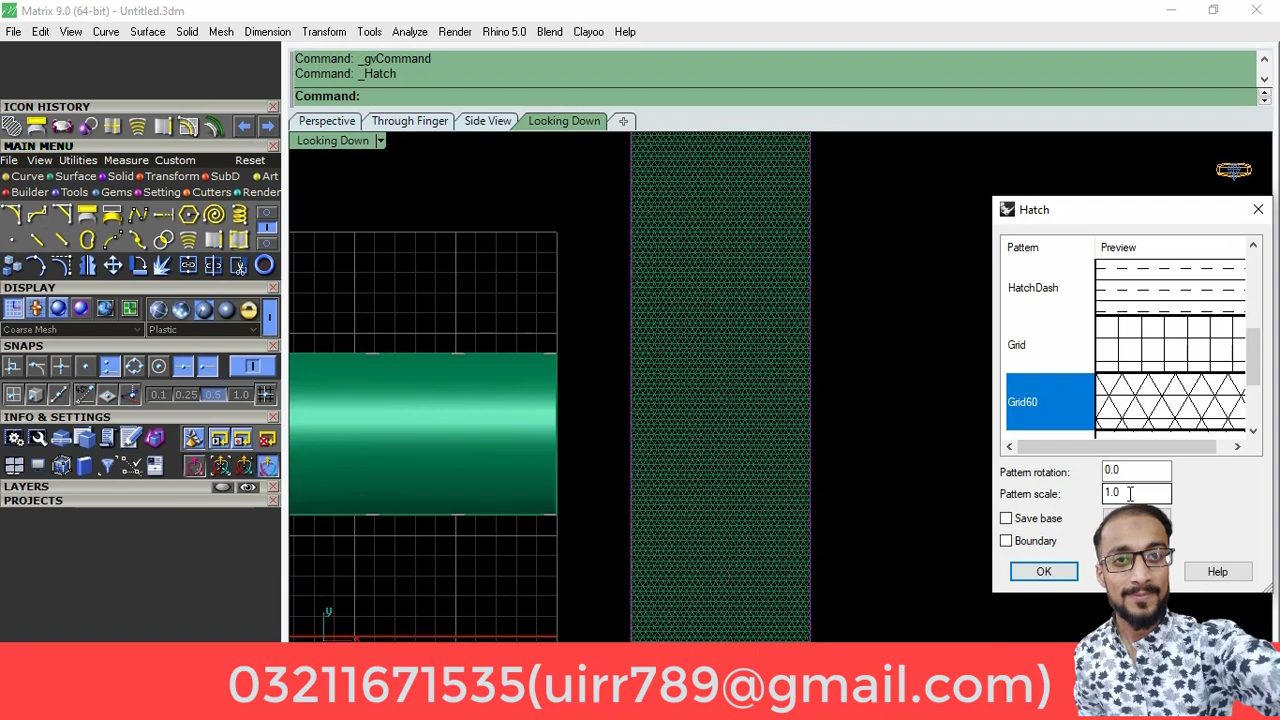 Matrix 9.0 (64-bit) - Untitled.3dm
File Edit View Curve Surface Solid Mesh Dimension Transform Tools Analyze Render Rhino 5.0 Blend Clayoo Help
Command: _gvCommand
Command: _Hatch
Command:
Perspective Through Finger Side View Looking Down
Looking Down
ICON HISTORY
MAIN MENU
File View Utilities Measure Custom Reset
Curve Surface Solid Transform SubD Art
Builder Tools Gems Setting Cutters Render
DISPLAY
Coarse Mesh Plastic
SNAPS
0.1 0.25 0.5 1.0
INFO & SETTINGS
LAYERS
PROJECTS
y
x
Hatch
Pattern Preview
HatchDash
Grid
Grid60
Pattern rotation: 0.0
Pattern scale: 1.0
Save base
Boundary
OK Help
03211671535(uirr789@gmail.com)